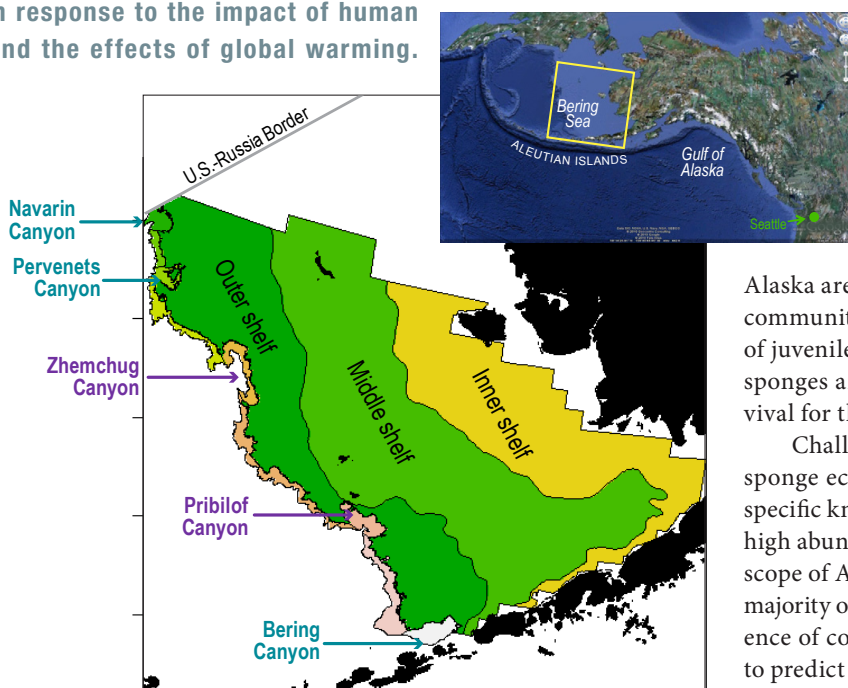 n response to the impact of human
nd the effects of global warming.
Bering
Sea
ALEUTIAN ISLANDS
Gulf of
Alaska
Seattle
U.S.-Russia Border
Navarin
Canyon
Pervenets
Canyon
Zhemchug
Canyon
Pribilof
Canyon
Bering
Canyon
Outer shelf
Middle shelf
Inner shelf
Alaska are
communit
of juvenile
sponges a
vival for th
Chall
sponge ec
specific kn
high abun
scope of A
majority o
ence of co
to predict